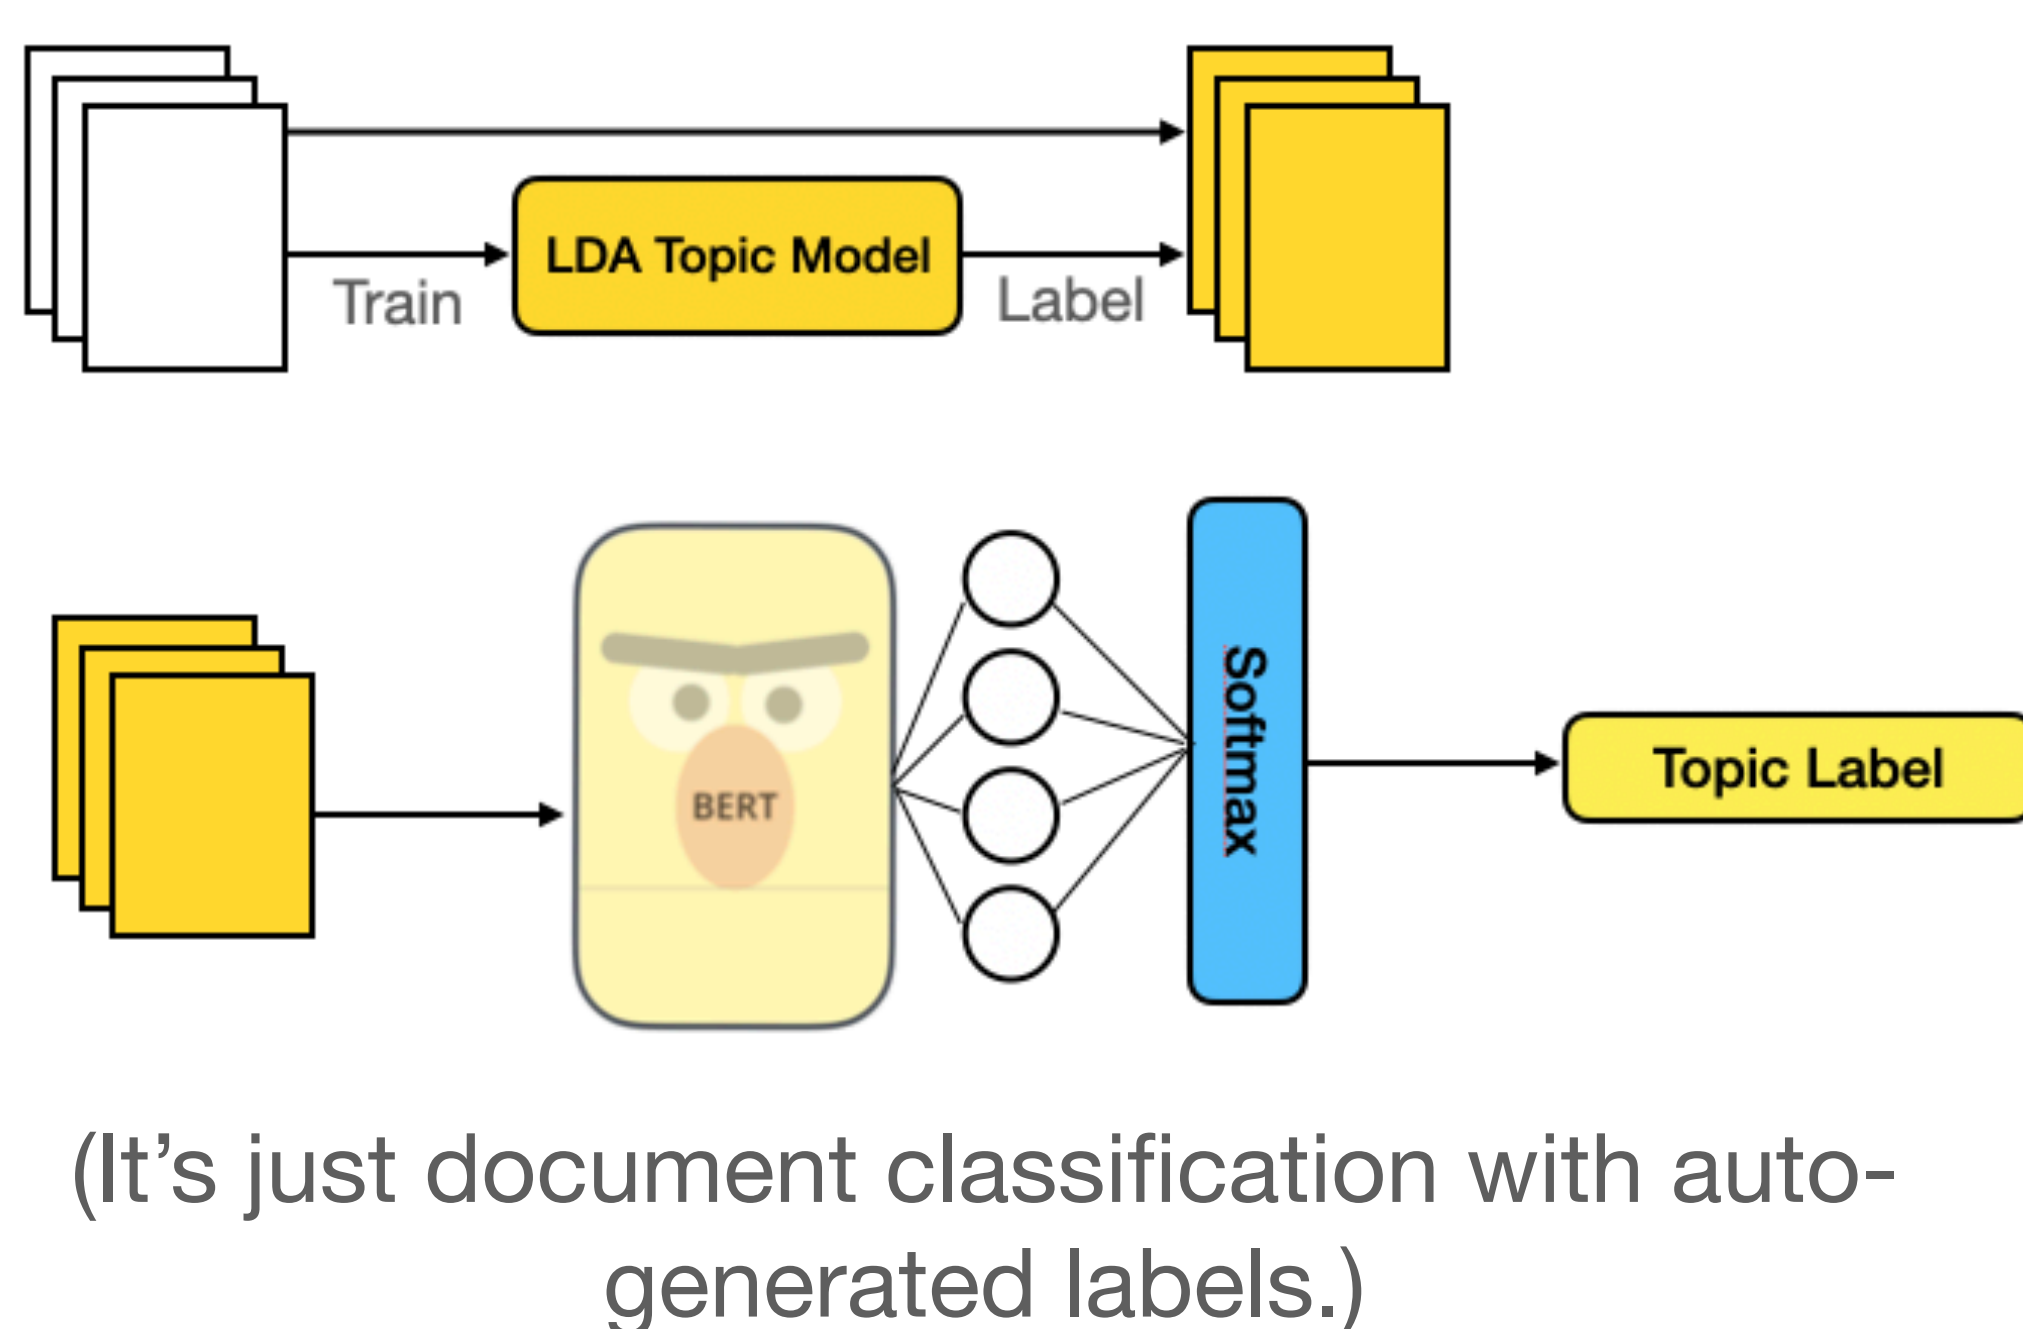 LDA Topic Model
Train
Label
BERT
Softmax
Topic Label
(It’s just document classification with auto-
generated labels.)